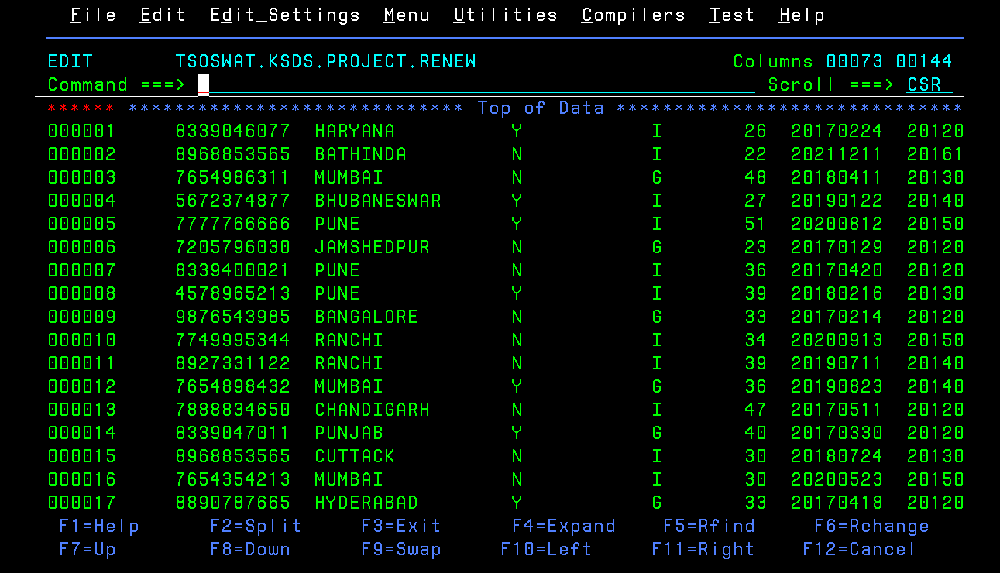 File Edit Edit_Settings Menu Utilities Compilers Test Help
EDIT TSOSWAT.KSDS.PROJECT.RENEW Columns 00073 00144
Command ===> Scroll ===> CSR
****** ***************************** Top of Data ******************************
000001 8339046077 HARYANA Y I 26 20170224 20120
000002 8968853565 BATHINDA N I 22 20211211 20161
000003 7654986311 MUMBAI N G 48 20180411 20130
000004 5672374877 BHUBANESWAR Y I 27 20190122 20140
000005 7777766666 PUNE Y I 51 20200812 20150
000006 7205796030 JAMSHEDPUR N G 23 20170129 20120
000007 8339400021 PUNE N I 36 20170420 20120
000008 4578965213 PUNE Y I 39 20180216 20130
000009 9876543985 BANGALORE N G 33 20170214 20120
000010 7749995344 RANCHI N I 34 20200913 20150
000011 8927331122 RANCHI N I 39 20190711 20140
000012 7654898432 MUMBAI Y G 36 20190823 20140
000013 7888834650 CHANDIGARH N I 47 20170511 20120
000014 8339047011 PUNJAB Y G 40 20170330 20120
000015 8968853565 CUTTACK N I 30 20180724 20130
000016 7654354213 MUMBAI N I 30 20200523 20150
000017 8890787665 HYDERABAD Y G 33 20170418 20120
F1=Help F2=Split F3=Exit F4=Expand F5=Rfind F6=Rchange
F7=Up F8=Down F9=Swap F10=Left F11=Right F12=Cancel